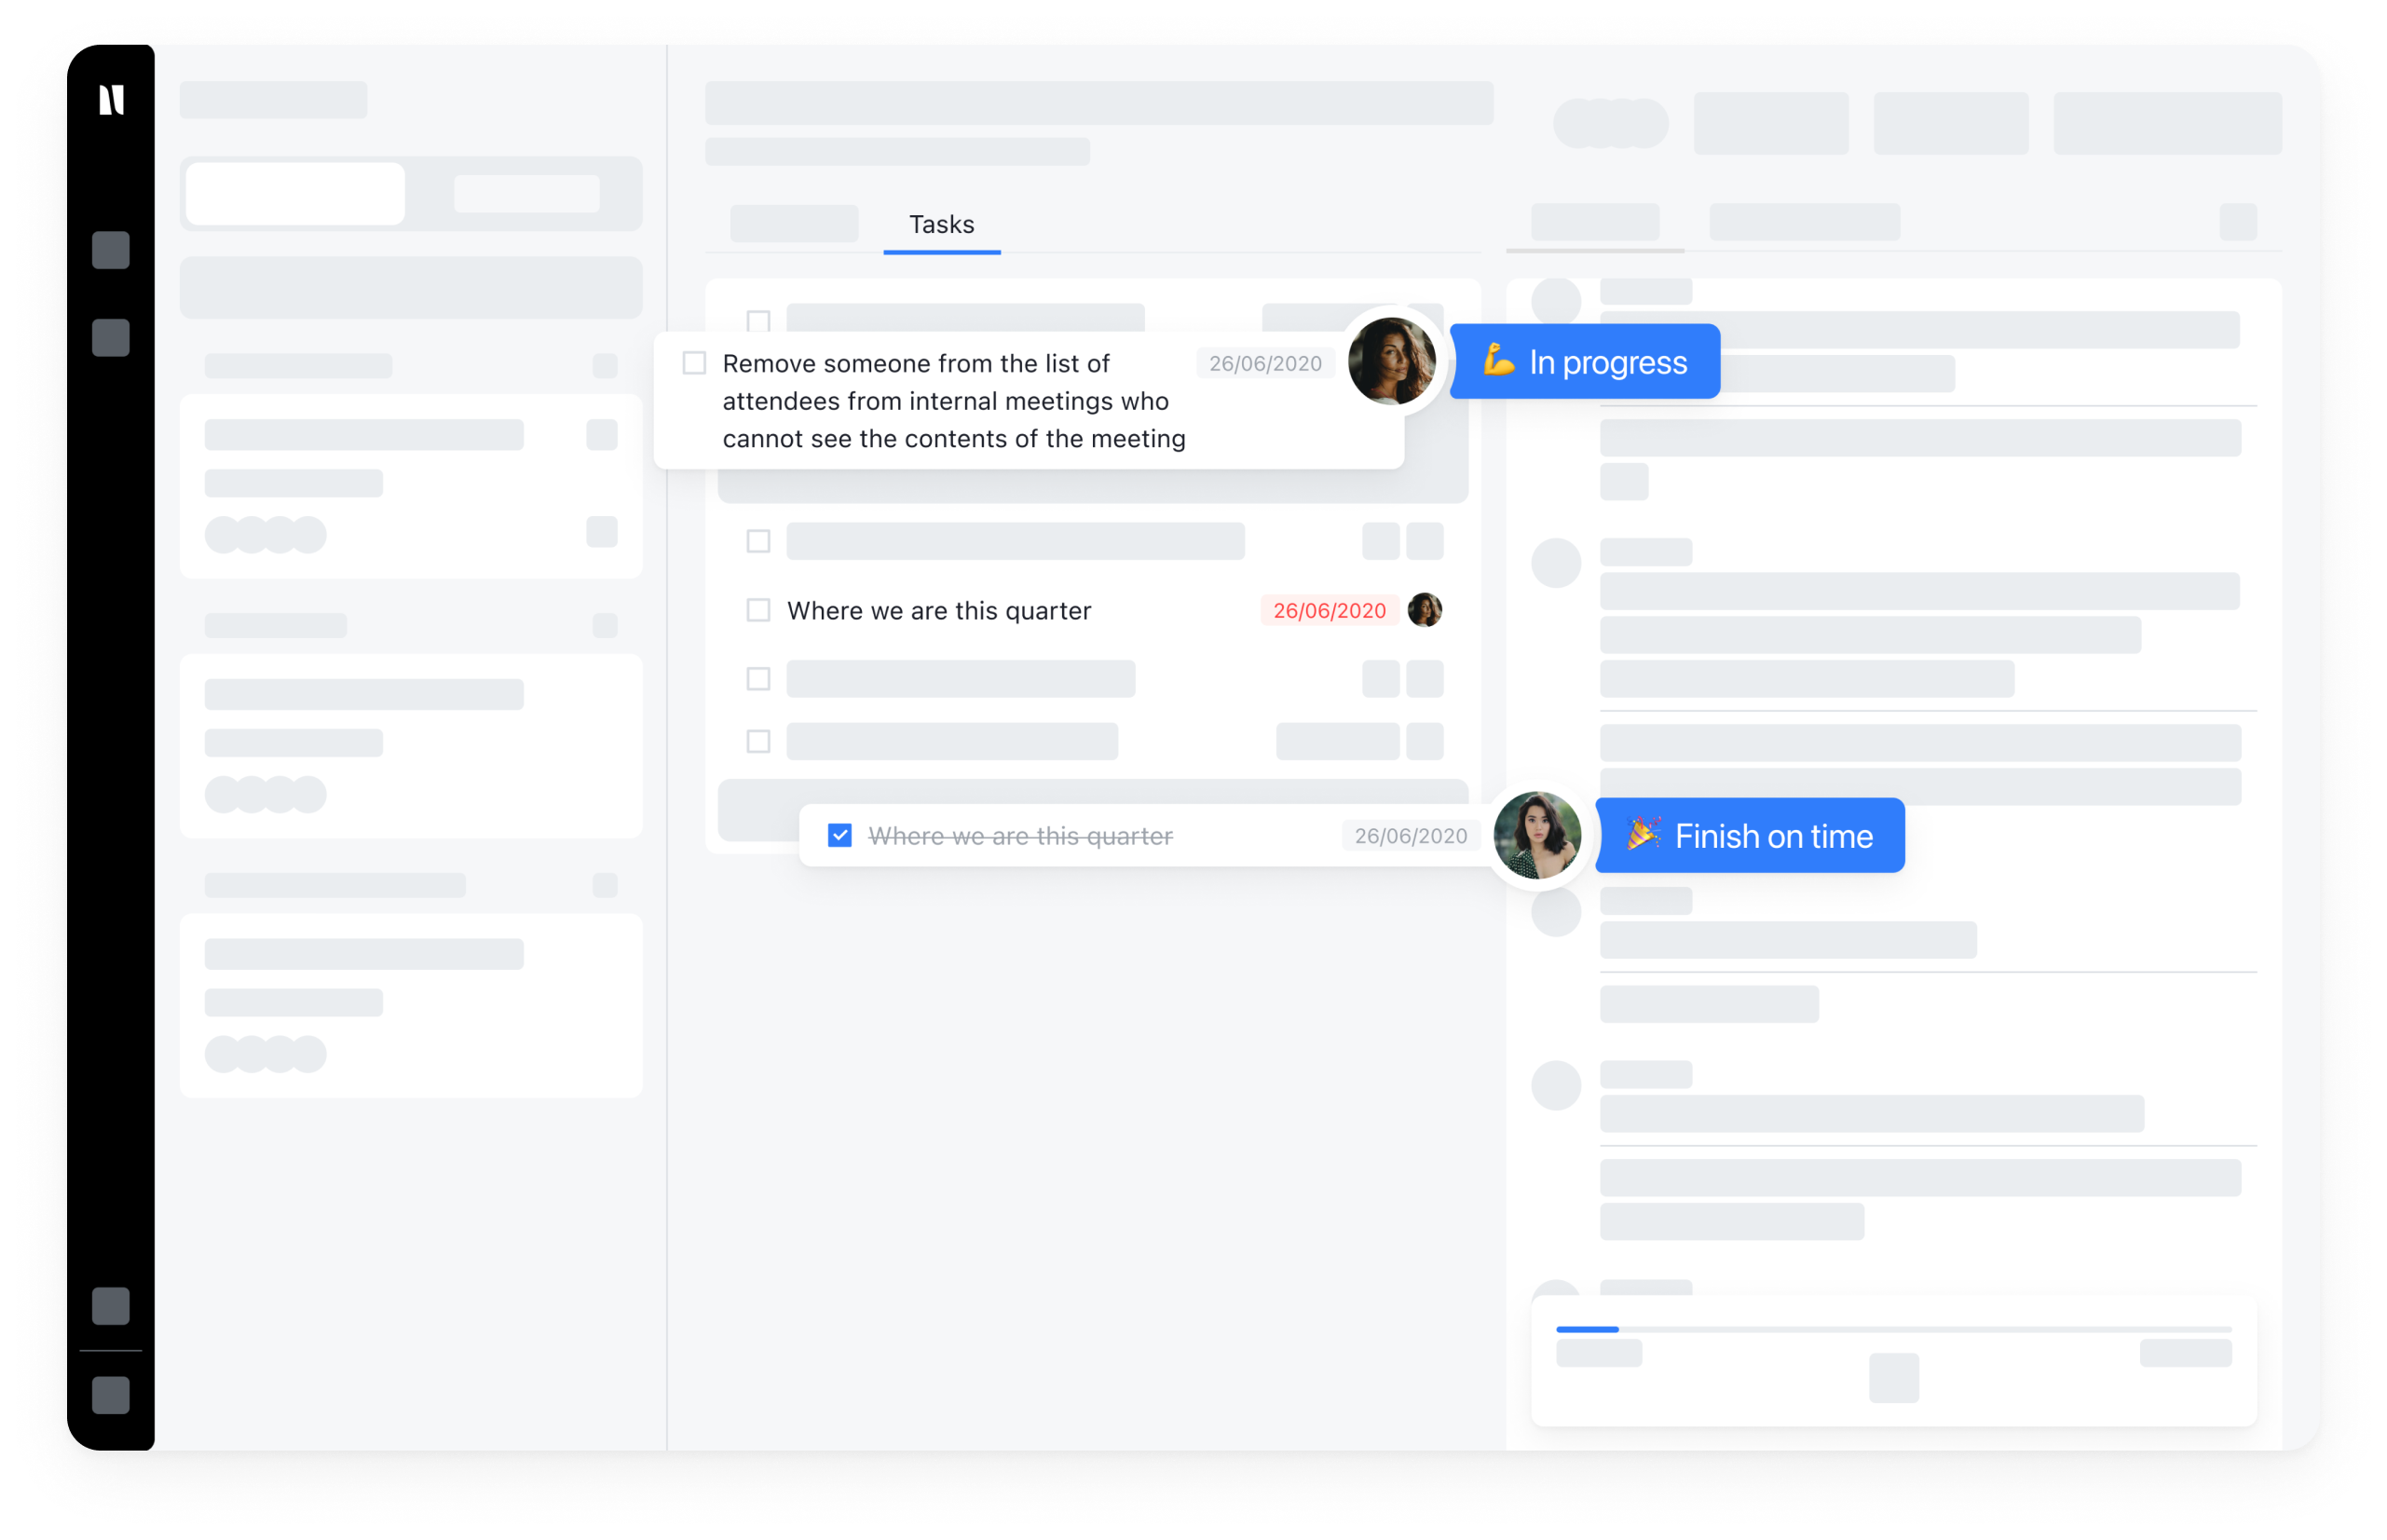 Tasks
Remove someone from the list of
attendees from internal meetings who
cannot see the contents of the meeting
26/06/2020
💪 In progress
Where we are this quarter
26/06/2020
Where we are this quarter
26/06/2020
🎉 Finish on time